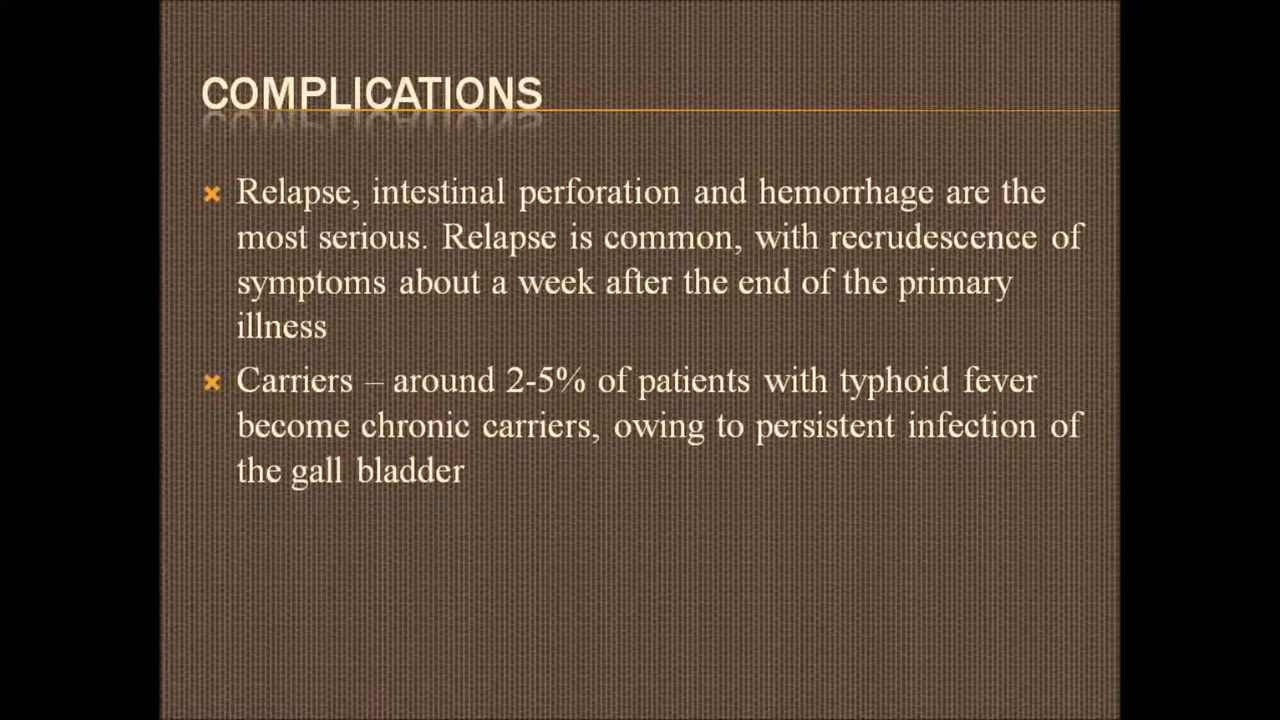 COMPLICATIONS
Relapse, intestinal perforation and hemorrhage are the
most serious. Relapse is common, with recrudescence of
symptoms about a week after the end of the primary
illness
Carriers – around 2-5% of patients with typhoid fever
become chronic carriers, owing to persistent infection of
the gall bladder